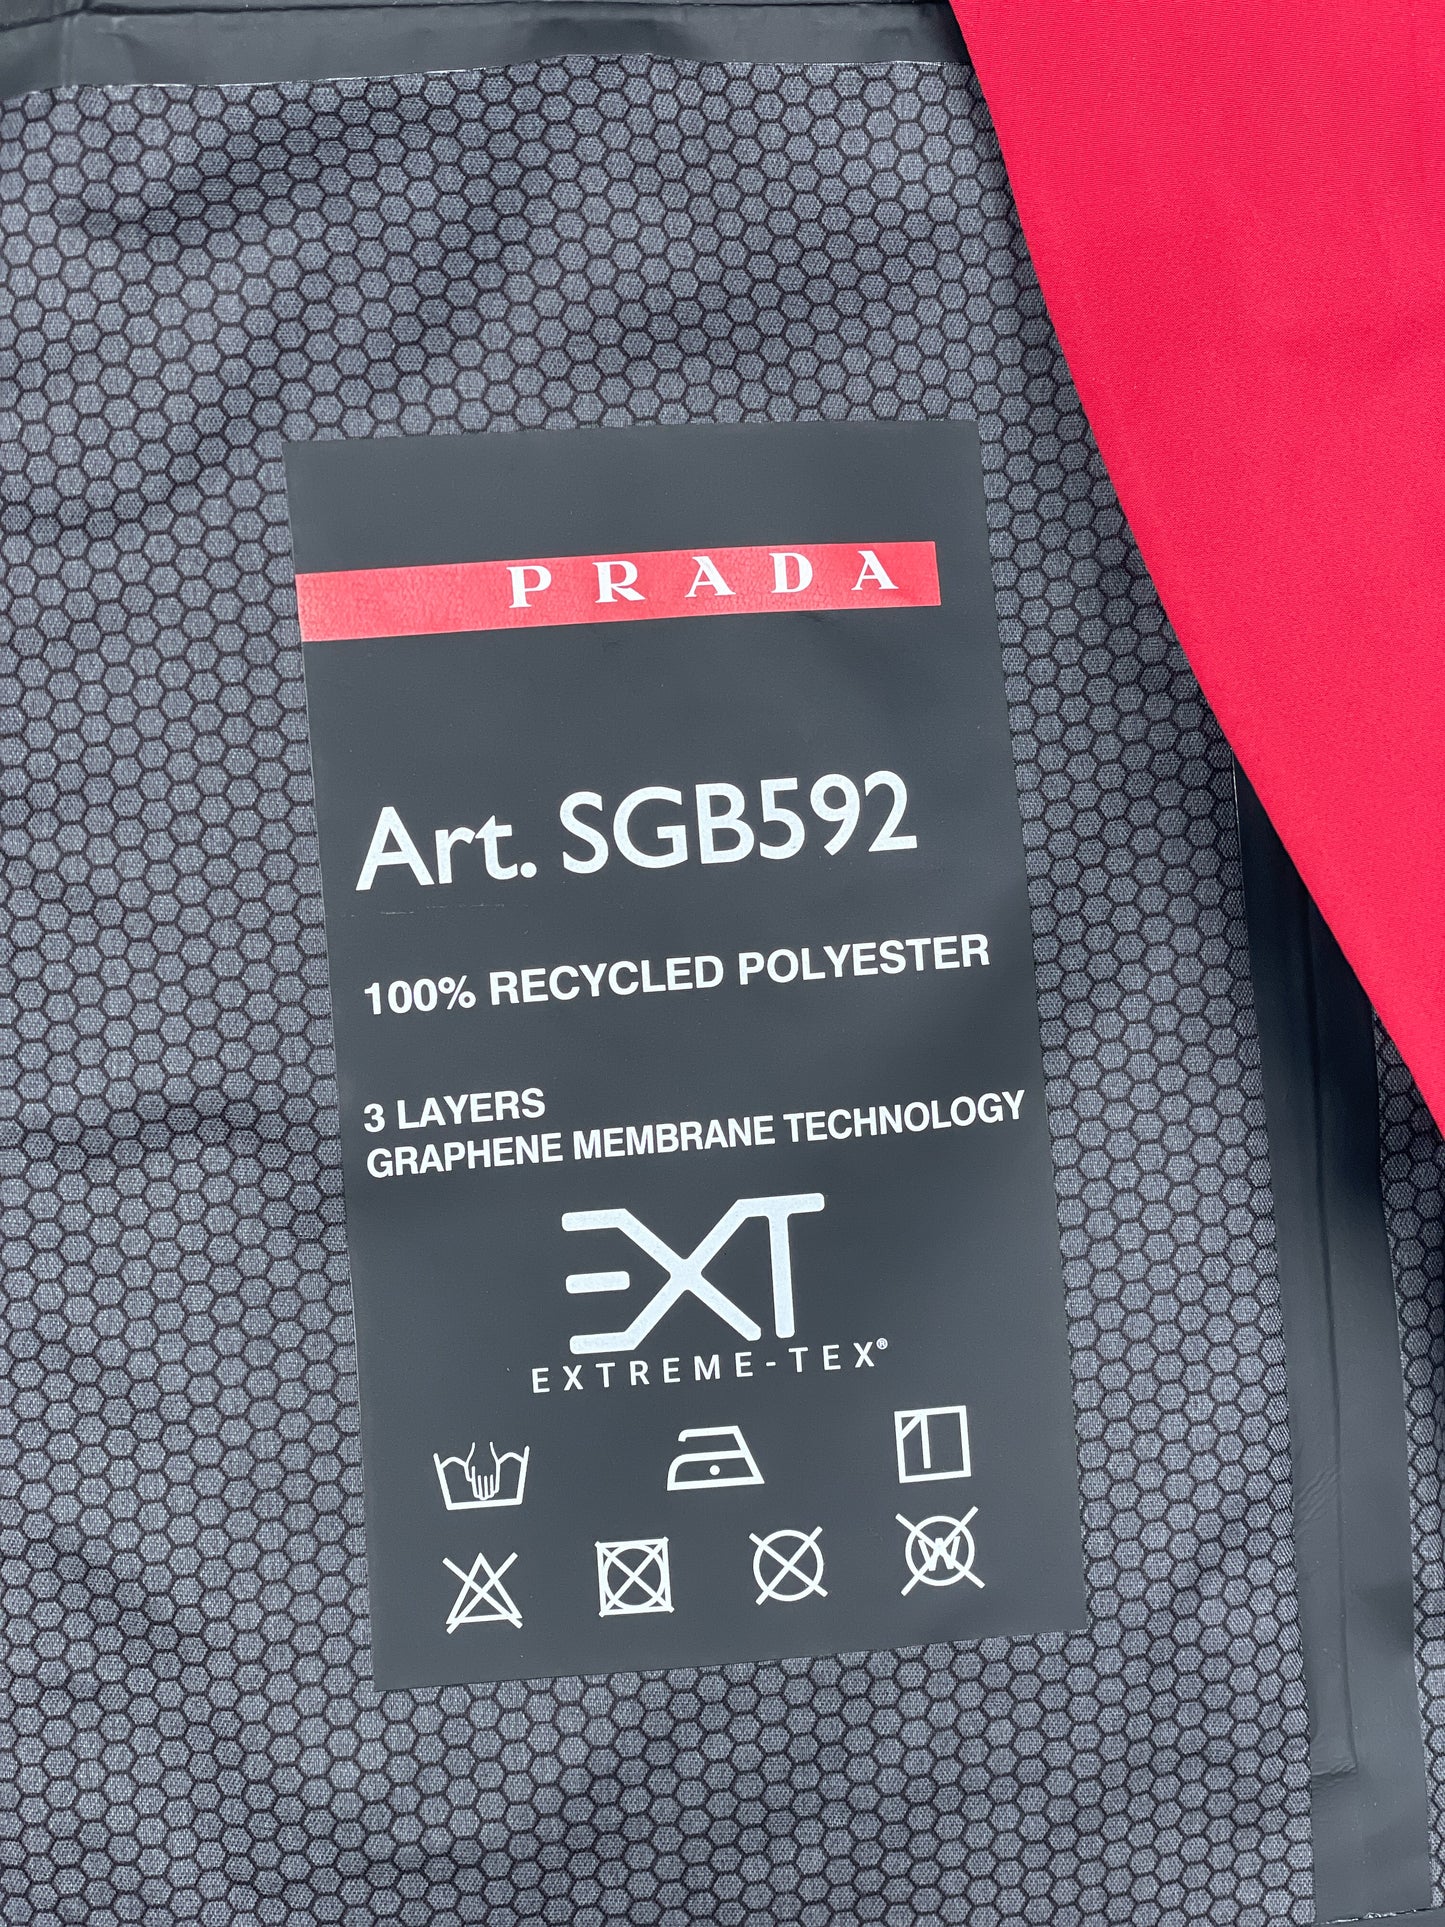 PRADA
Art. SGB592
100% RECYCLED POLYESTER
3 LAYERS
GRAPHENE MEMBRANE TECHNOLOGY
EXT
EXTREME-TEX®
W